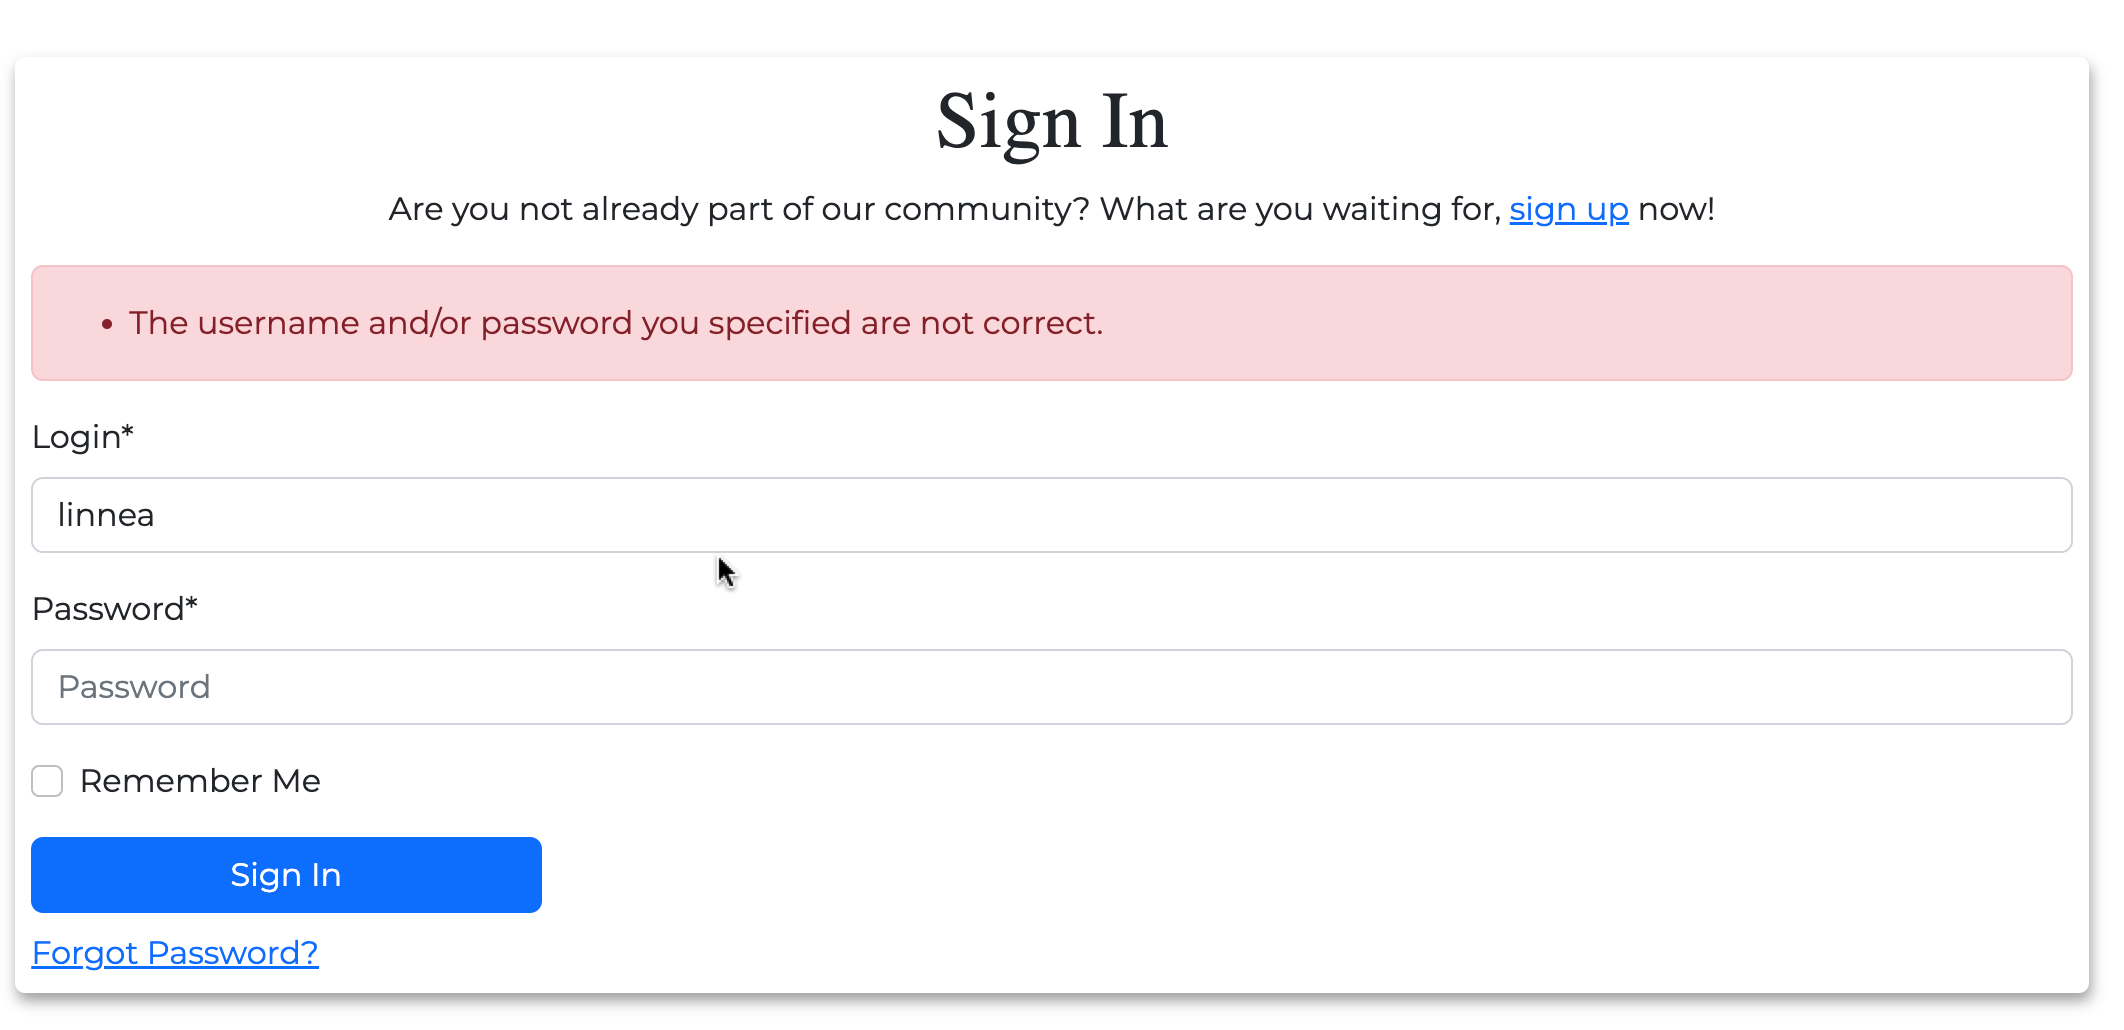 Sign In
Are you not already part of our community? What are you waiting for, sign up now!
• The username and/or password you specified are not correct.
Login*
linnea
Password*
Password
Remember Me
Sign In
Forgot Password?